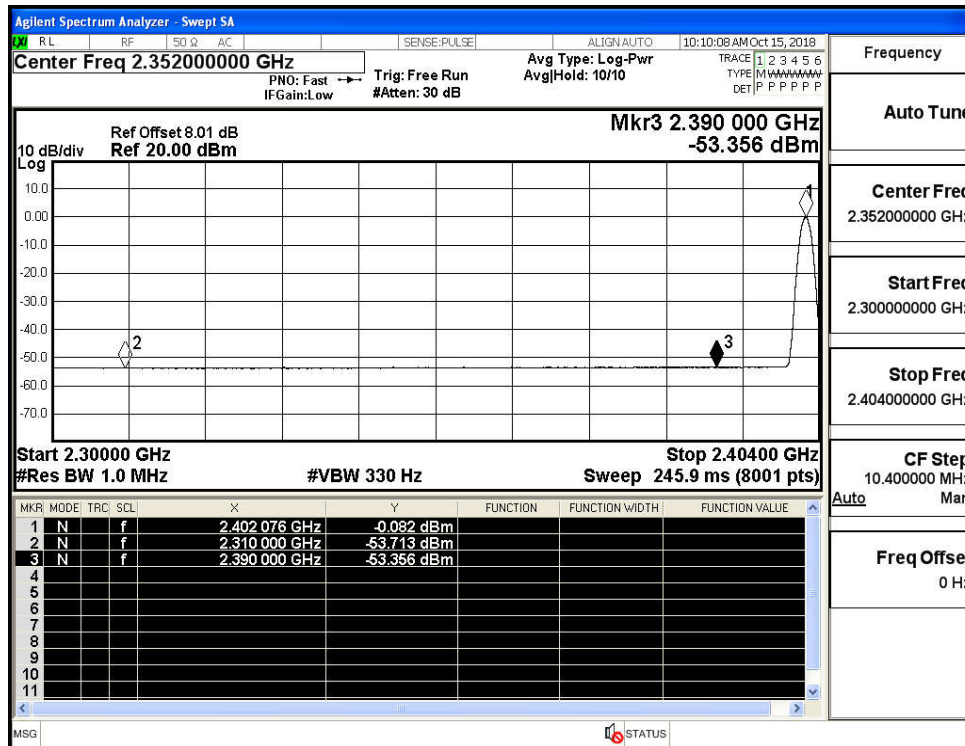 Agilent Spectrum Analyzer - Swept SA
LXI RL RF 50 Ω AC SENSE:PULSE ALIGN AUTO 10:10:08 AM Oct 15, 2018
Center Freq 2.352000000 GHz
PNO: Fast
IFGain:Low
Trig: Free Run
#Atten: 30 dB
Avg Type: Log-Pwr
Avg|Hold: 10/10
TRACE 1 2 3 4 5 6
TYPE MWWWWW
DET P P P P P P
Ref Offset 8.01 dB
10 dB/div Ref 20.00 dBm
Log
Mkr3 2.390 000 GHz
-53.356 dBm
10.0
0.00
-10.0
-20.0
-30.0
-40.0
-50.0
-60.0
-70.0
1
2
3
Start 2.30000 GHz Stop 2.40400 GHz
#Res BW 1.0 MHz #VBW 330 Hz Sweep 245.9 ms (8001 pts)
MKR MODE TRC SCL X Y FUNCTION FUNCTION WIDTH FUNCTION VALUE
1 N f 2.402 076 GHz -0.082 dBm
2 N f 2.310 000 GHz -53.713 dBm
3 N f 2.390 000 GHz -53.356 dBm
4
5
6
7
8
9
10
11
MSG STATUS
Frequency
Auto Tune
Center Freq
2.352000000 GHz
Start Freq
2.300000000 GHz
Stop Freq
2.404000000 GHz
CF Step
10.400000 MHz
Auto Man
Freq Offset
0 Hz